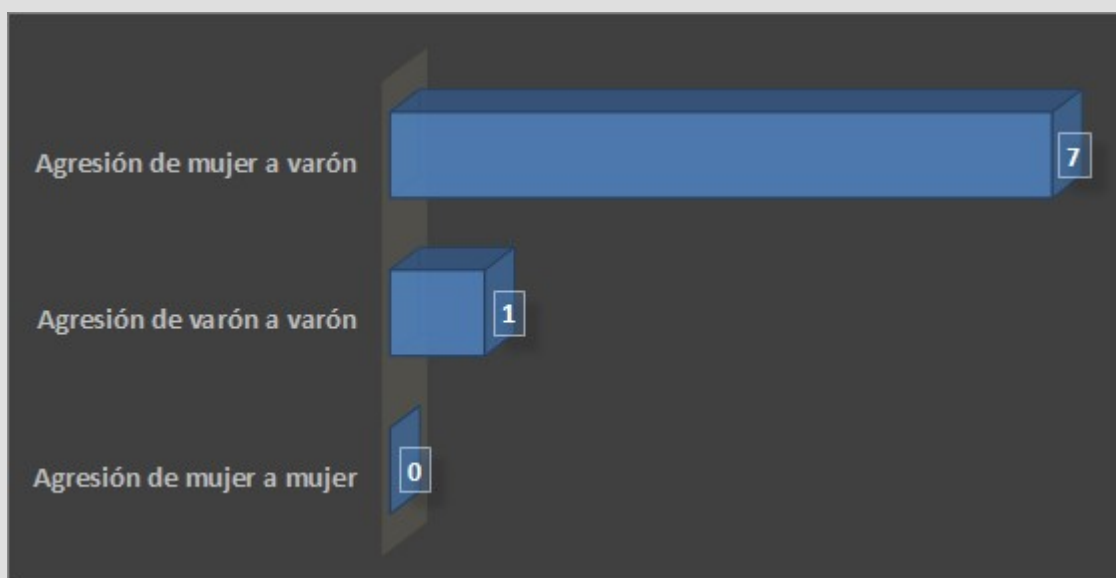 Agresión de mujer a varón
7
Agresión de varón a varón
1
Agresión de mujer a mujer
0